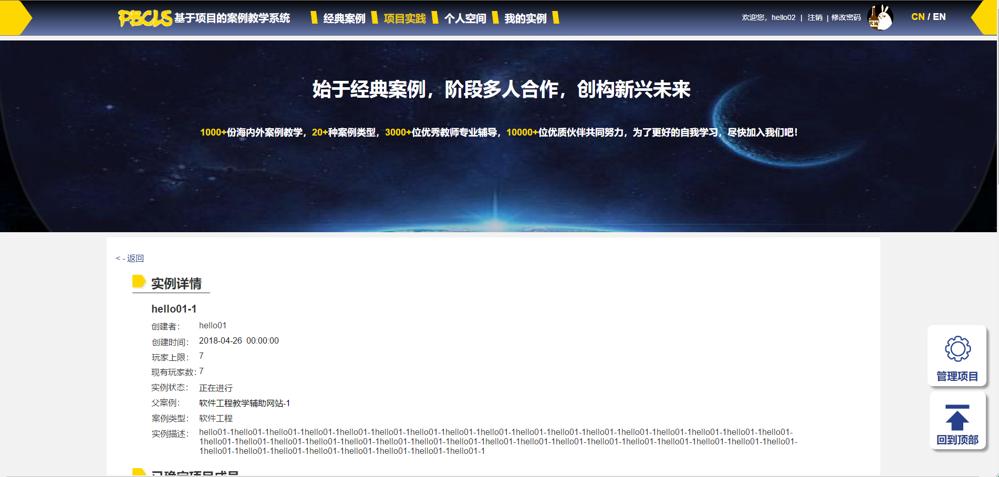 PBCLS 基于项目的案例教学系统 经典案例 项目实践 个人空间 我的实例 欢迎您，hello02 | 注销 | 修改密码 CN / EN
始于经典案例，阶段多人合作，创构新兴未来
1000+份海内外案例教学，20+种案例类型，3000+位优秀教师专业辅导，10000+位优质伙伴共同努力，为了更好的自我学习，尽快加入我们吧！
< - 返回
实例详情
hello01-1
创建者： hello01
创建时间： 2018-04-26 00:00:00
玩家上限： 7
现有玩家数： 7
实例状态： 正在进行
父案例： 软件工程教学辅助网站-1
案例类型： 软件工程
实例描述： hello01-1hello01-1hello01-1hello01-1hello01-1hello01-1hello01-1hello01-1hello01-1hello01-1hello01-1hello01-1hello01-1hello01-1hello01-1hello01-1hello01-
1hello01-1hello01-1hello01-1hello01-1hello01-1hello01-1hello01-1hello01-1hello01-1hello01-1hello01-1hello01-1hello01-1hello01-1hello01-1hello01-1hello01-
1hello01-1hello01-1hello01-1hello01-1hello01-1hello01-1hello01-1hello01-1
已确定项目成员
管理项目
回到顶部